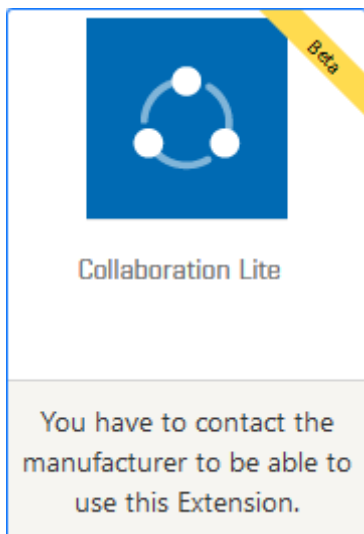 Beta
Collaboration Lite
You have to contact the
manufacturer to be able to
use this Extension.